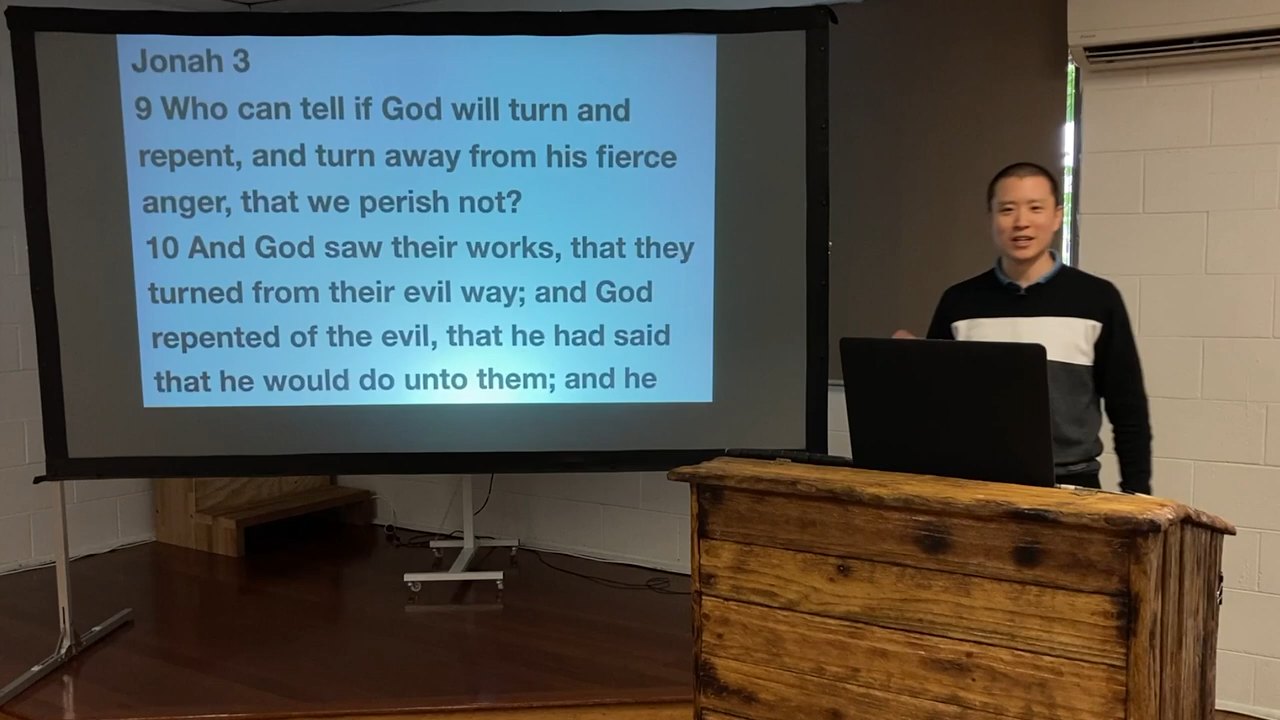 Jonah 3
9 Who can tell if God will turn and
repent, and turn away from his fierce
anger, that we perish not?
10 And God saw their works, that they
turned from their evil way; and God
repented of the evil, that he had said
that he would do unto them; and he